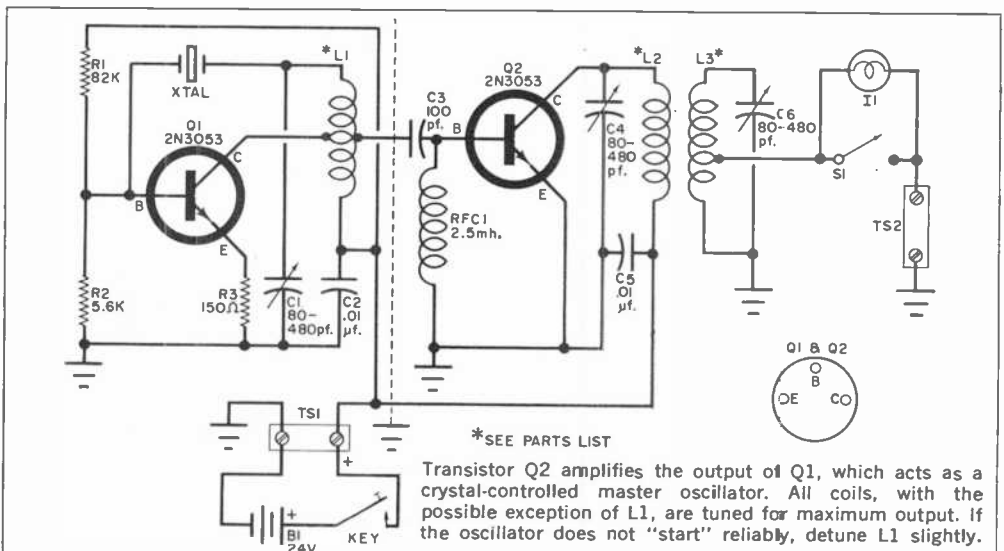 R1
82K
XTAL
*L1
Q1
2N3053
C
B
E
R2
5.6K
R3
150Ω
C1
80-
480pf.
C2
.01
µf.
C3
100
pf.
Q2
2N3053
B
C
E
RFC1
2.5mh.
*L2
C4
80-
480
pf.
C5
.01
µf.
L3*
C6
80-480
pf.
I1
S1
TS2
Q1 & Q2
B
E
C
TS1
+
+
B1
24V
KEY
*SEE PARTS LIST
Transistor Q2 amplifies the output of Q1, which acts as a
crystal-controlled master oscillator. All coils, with the
possible exception of L1, are tuned for maximum output. If
the oscillator does not "start" reliably, detune L1 slightly.